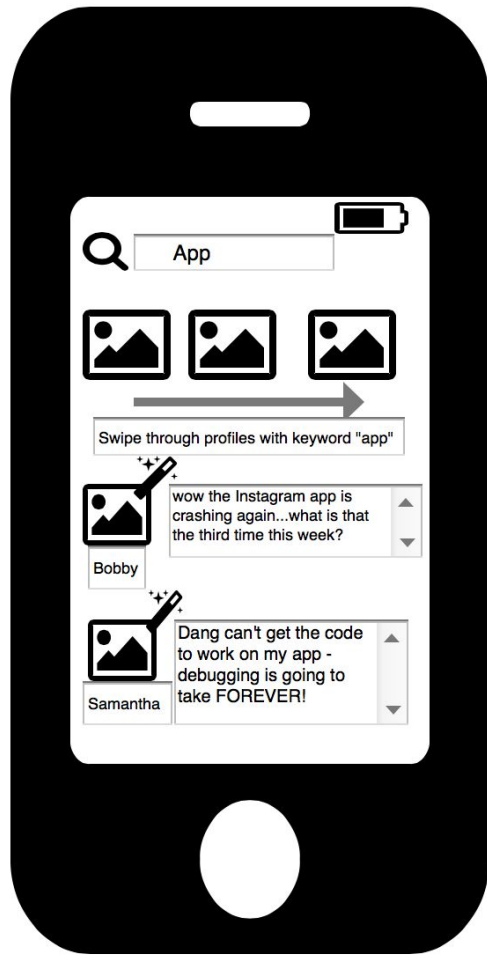 App
Swipe through profiles with keyword "app"
wow the Instagram app is
crashing again...what is that
the third time this week?
Bobby
Dang can't get the code
to work on my app -
debugging is going to
take FOREVER!
Samantha